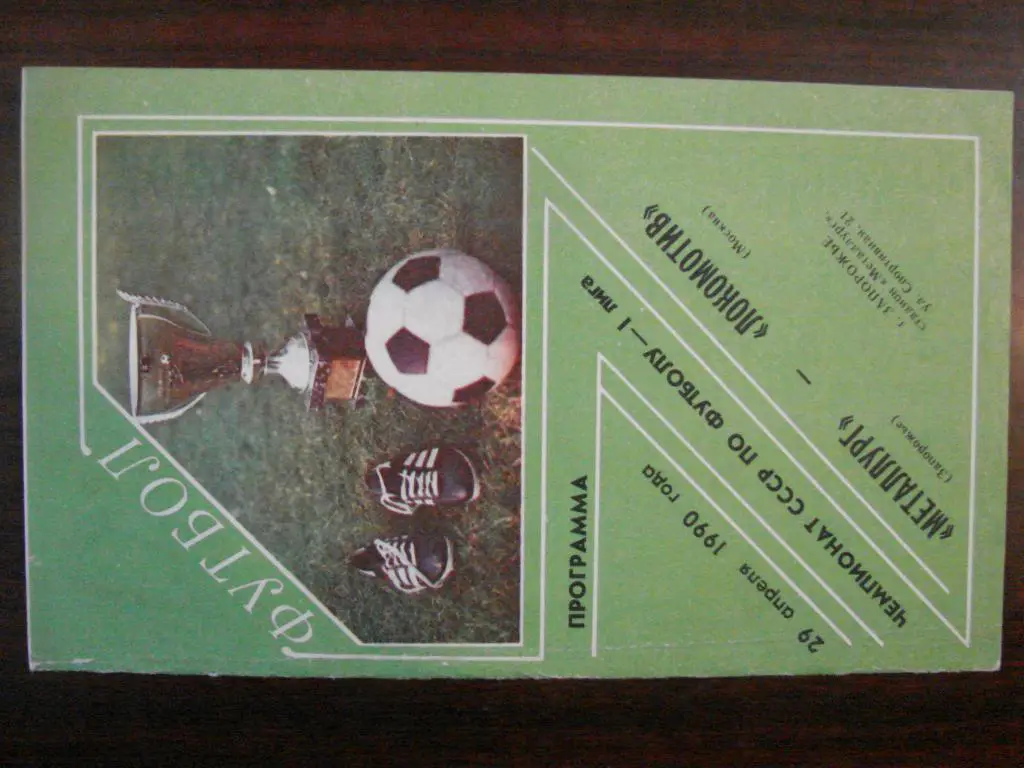 ФУТБОЛ
ПРОГРАММА
29 апреля 1990 года
ЧЕМПИОНАТ СССР ПО ФУТБОЛУ — I лига
«МЕТАЛЛУРГ» – «ЛОКОМОТИВ»
(Запорожье) (Москва)
г. ЗАПОРОЖЬЕ
стадион «Металлург»,
ул. Спортивная, 21